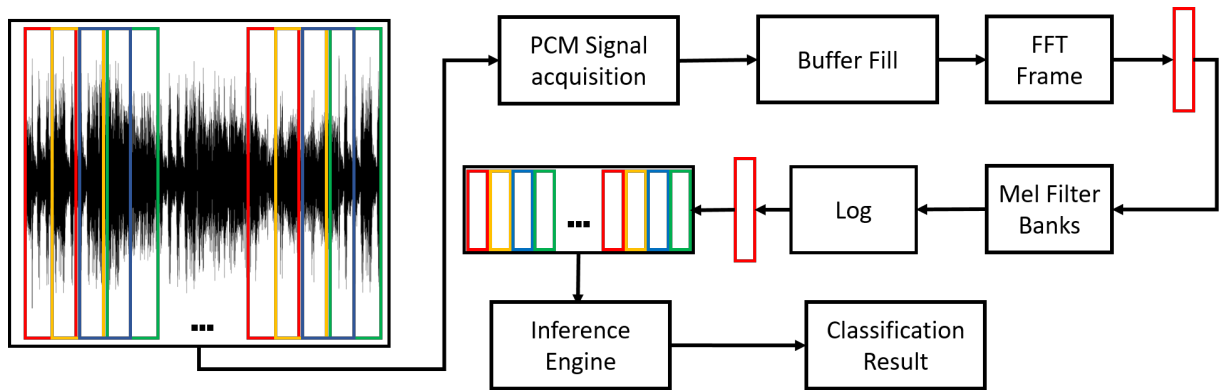 PCM Signal
acquisition
Buffer Fill
FFT
Frame
Mel Filter
Banks
Log
...
...
Inference
Engine
Classification
Result